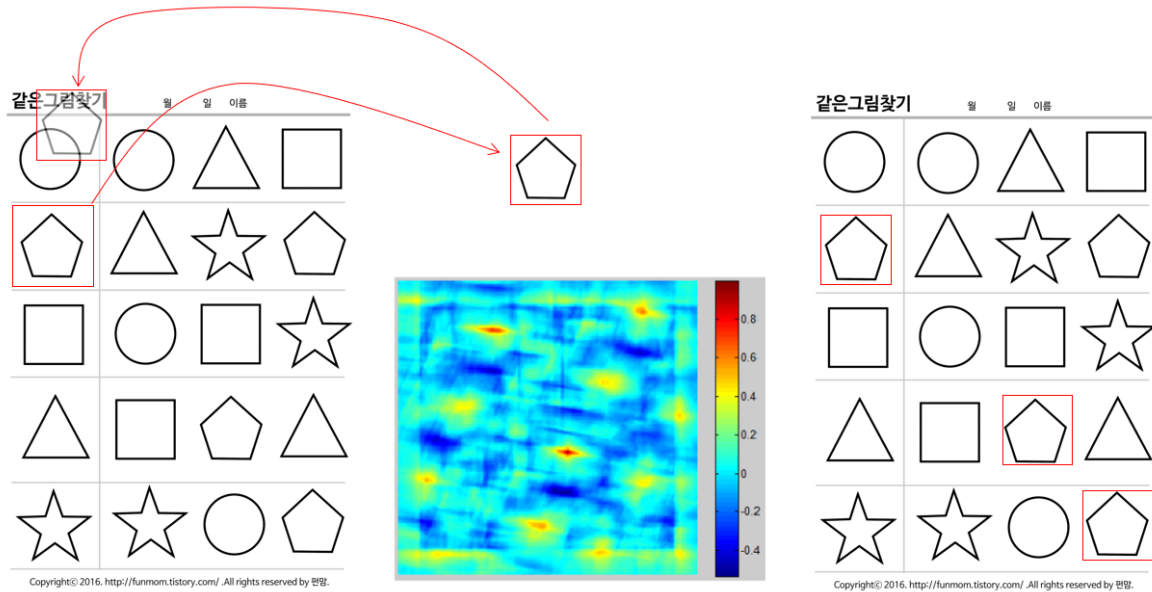 같은그림찾기 월 일 이름
Copyright© 2016. http://funmom.tistory.com/ .All rights reserved by 펀맘.
0.8
0.6
0.4
0.2
0
-0.2
-0.4
같은그림찾기 월 일 이름
Copyright© 2016. http://funmom.tistory.com/ .All rights reserved by 펀맘.